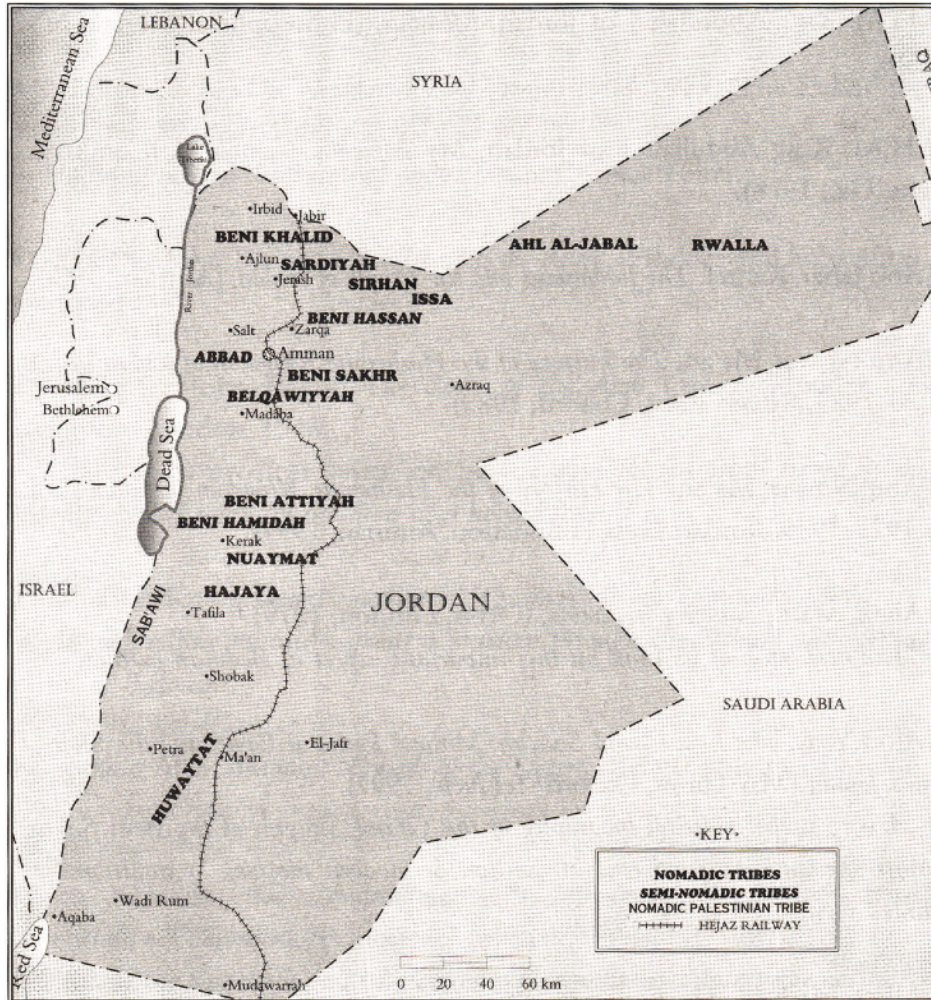 LEBANON
Mediterranean Sea
SYRIA
Lake
•Irbid
•Jabir
BENI KHALID
AHL AL-JABAL
RWALLA
•Ajlun
SARDIYAH
•Jerash
SIRHAN
ISSA
River Jordan
BENI HASSAN
•Salt
•Zarqa
ABBAD
Amman
BENI SAKHR
•Azraq
Jerusalem
BELQAWIYYAH
Bethlehem
•Madaba
Dead Sea
BENI ATTIYAH
BENI HAMIDAH
•Kerak
NUAYMAT
ISRAEL
HAJAYA
JORDAN
SAB'AWI
•Tafila
•Shobak
SAUDI ARABIA
•Petra
•Ma'an
•El-Jafr
HUWAYTAT
•KEY•
NOMADIC TRIBES
SEMI-NOMADIC TRIBES
NOMADIC PALESTINIAN TRIBE
HEJAZ RAILWAY
•Wadi Rum
•Aqaba
Red Sea
•Mudawarrah
0 20 40 60 km